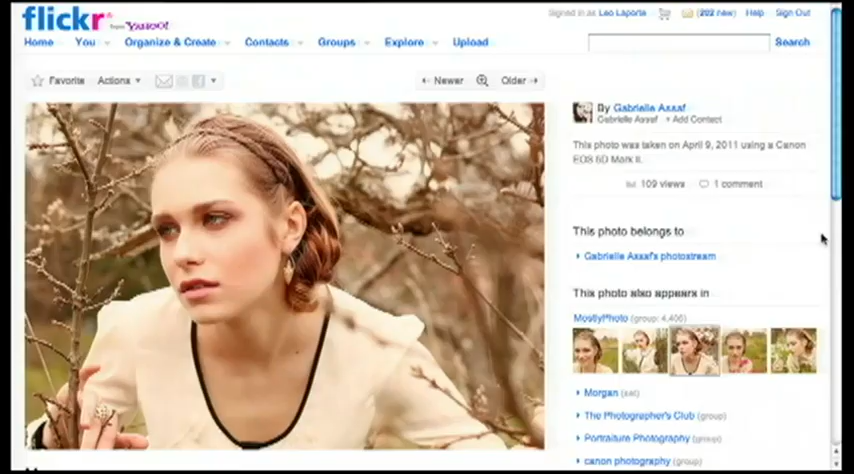 flickr from YAHOO!
Signed in as Leo Laporte (202 new) Help Sign Out
Home You Organize & Create Contacts Groups Explore Upload Search
Favorite Actions Newer Older
By Gabrielle Assaf
Gabrielle Assaf + Add Contact
This photo was taken on April 9, 2011 using a Canon
EOS 5D Mark II.
109 views 1 comment
This photo belongs to
Gabrielle Assaf's photostream
This photo also appears in
MostlyPhoto (group: 4,406)
Morgan (set)
The Photographer's Club (group)
Portraiture Photography (group)
canon photography (group)